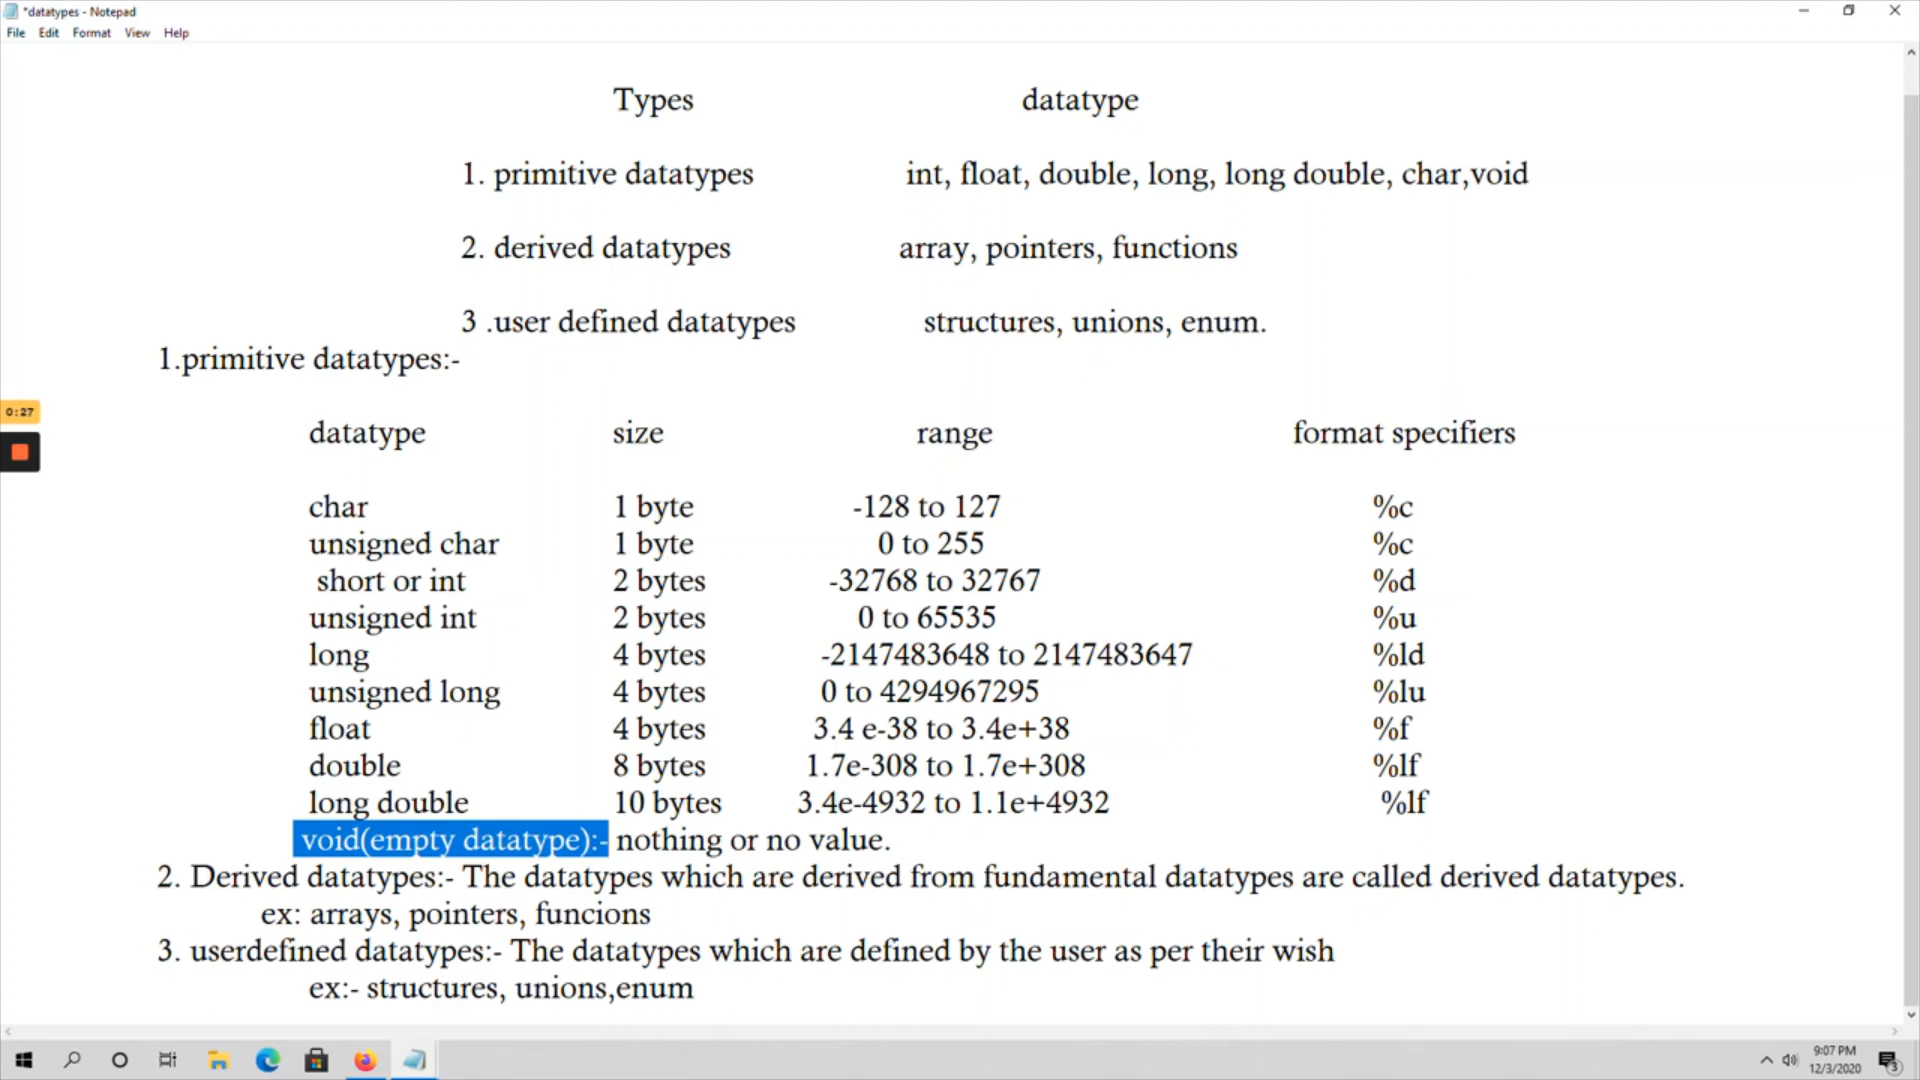 *datatypes - Notepad
File Edit Format View Help
Types datatype
1. primitive datatypes int, float, double, long, long double, char,void
2. derived datatypes array, pointers, functions
3 .user defined datatypes structures, unions, enum.
1.primitive datatypes:-
0:27
datatype size range format specifiers
char 1 byte -128 to 127 %c
unsigned char 1 byte 0 to 255 %c
short or int 2 bytes -32768 to 32767 %d
unsigned int 2 bytes 0 to 65535 %u
long 4 bytes -2147483648 to 2147483647 %ld
unsigned long 4 bytes 0 to 4294967295 %lu
float 4 bytes 3.4 e-38 to 3.4e+38 %f
double 8 bytes 1.7e-308 to 1.7e+308 %lf
long double 10 bytes 3.4e-4932 to 1.1e+4932 %lf
void(empty datatype):- nothing or no value.
2. Derived datatypes:- The datatypes which are derived from fundamental datatypes are called derived datatypes.
ex: arrays, pointers, funcions
3. userdefined datatypes:- The datatypes which are defined by the user as per their wish
ex:- structures, unions,enum
9:07 PM
12/3/2020
3